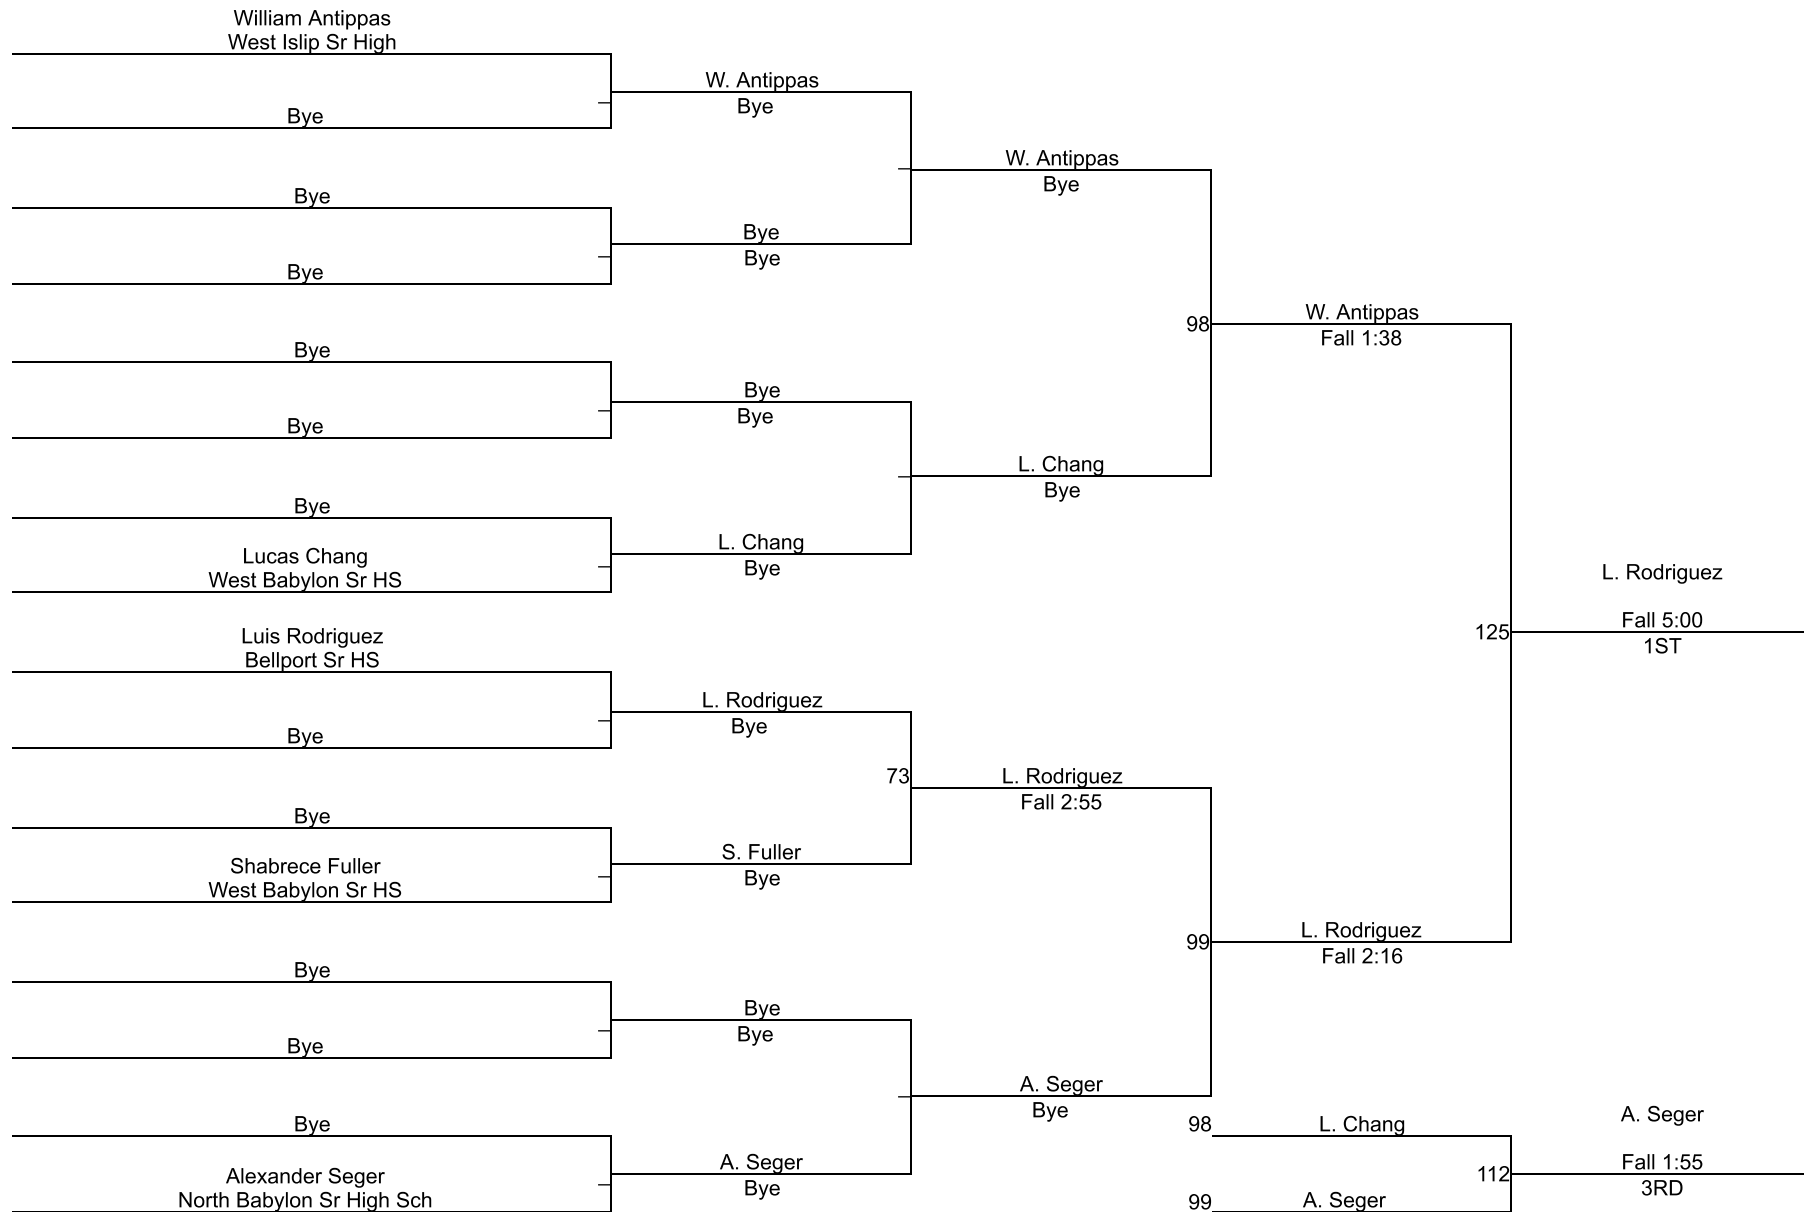 William Antippas
West Islip Sr High
Bye
Bye
Bye
Bye
Bye
Bye
Lucas Chang
West Babylon Sr HS
Luis Rodriguez
Bellport Sr HS
Bye
Bye
Shabrece Fuller
West Babylon Sr HS
Bye
Bye
Bye
Alexander Seger
North Babylon Sr High Sch
W. Antippas
Bye
Bye
Bye
Bye
Bye
L. Chang
Bye
L. Rodriguez
Bye
S. Fuller
Bye
Bye
Bye
A. Seger
Bye
W. Antippas
Bye
L. Chang
Bye
73
L. Rodriguez
Fall 2:55
A. Seger
Bye
98
W. Antippas
Fall 1:38
99
L. Rodriguez
Fall 2:16
125
L. Rodriguez
Fall 5:00
1ST
98
L. Chang
99
A. Seger
112
A. Seger
Fall 1:55
3RD